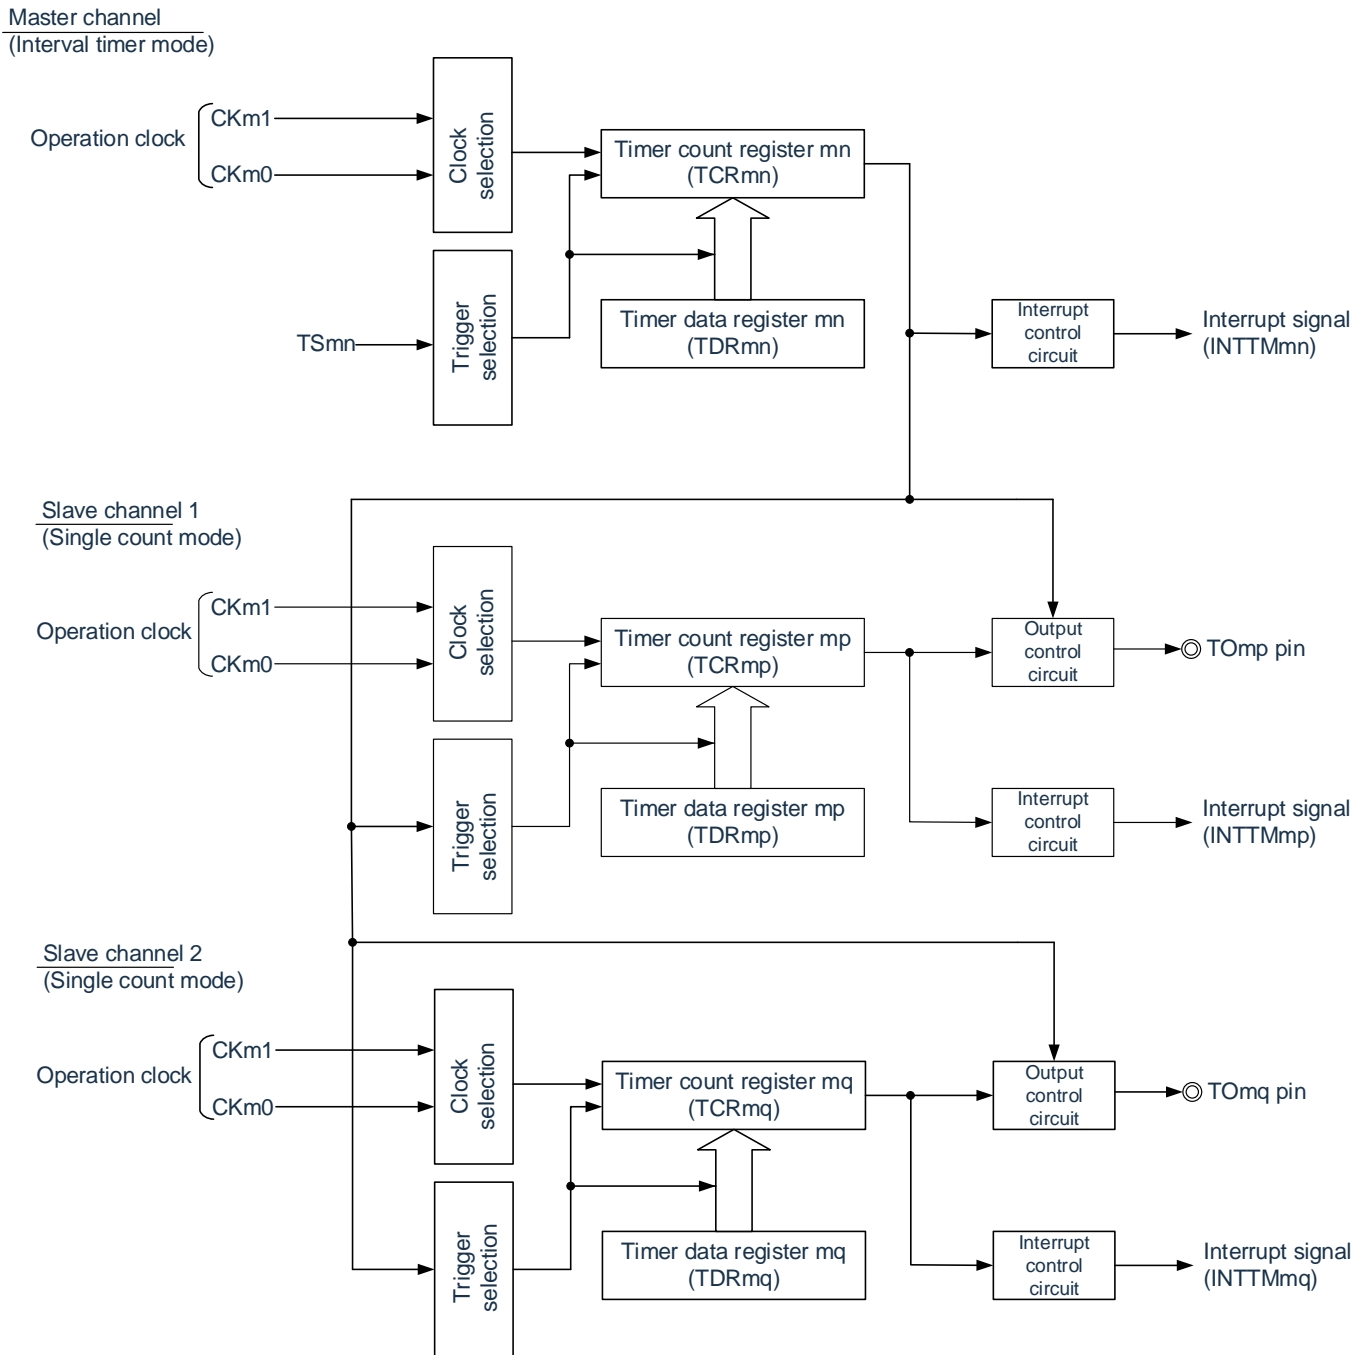 Master channel
(Interval timer mode)
Operation clock
CKm1
CKm0
Clock
selection
Timer count register mn
(TCRmn)
TSmn
Trigger
selection
Timer data register mn
(TDRmn)
Interrupt
control
circuit
Interrupt signal
(INTTMmn)
Slave channel 1
(Single count mode)
Operation clock
CKm1
CKm0
Clock
selection
Timer count register mp
(TCRmp)
Output
control
circuit
TOmp pin
Trigger
selection
Timer data register mp
(TDRmp)
Interrupt
control
circuit
Interrupt signal
(INTTMmp)
Slave channel 2
(Single count mode)
Operation clock
CKm1
CKm0
Clock
selection
Timer count register mq
(TCRmq)
Output
control
circuit
TOmq pin
Trigger
selection
Timer data register mq
(TDRmq)
Interrupt
control
circuit
Interrupt signal
(INTTMmq)